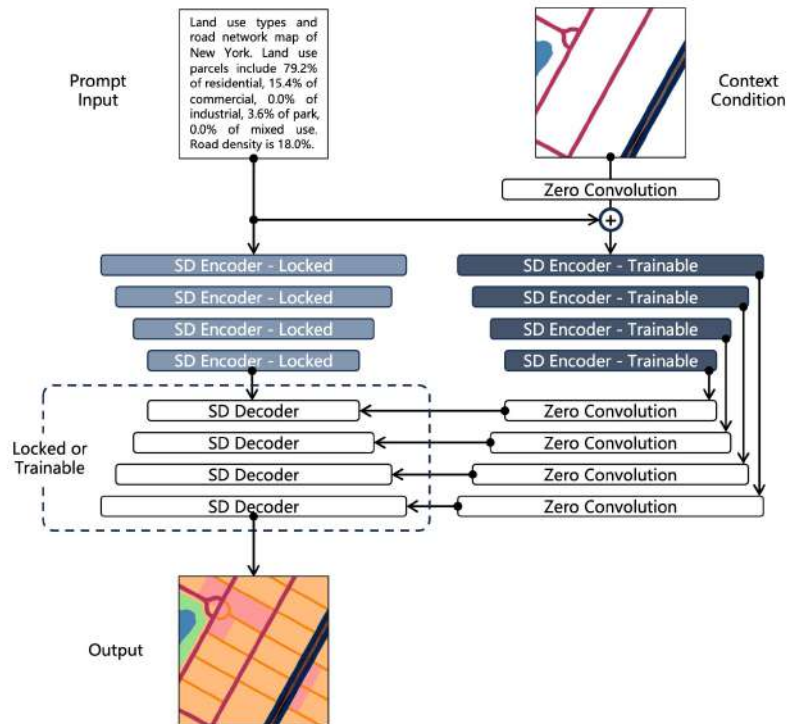 Land use types and
road network map of
New York. Land use
parcels include 79.2%
of residential, 15.4% of
commercial, 0.0% of
industrial, 3.6% of park,
0.0% of mixed use.
Road density is 18.0%.
Prompt
Input
Context
Condition
Zero Convolution
+
SD Encoder - Locked
SD Encoder - Trainable
SD Encoder - Locked
SD Encoder - Trainable
SD Encoder - Locked
SD Encoder - Trainable
SD Encoder - Locked
SD Encoder - Trainable
Locked or
Trainable
SD Decoder
Zero Convolution
SD Decoder
Zero Convolution
SD Decoder
Zero Convolution
SD Decoder
Zero Convolution
Output